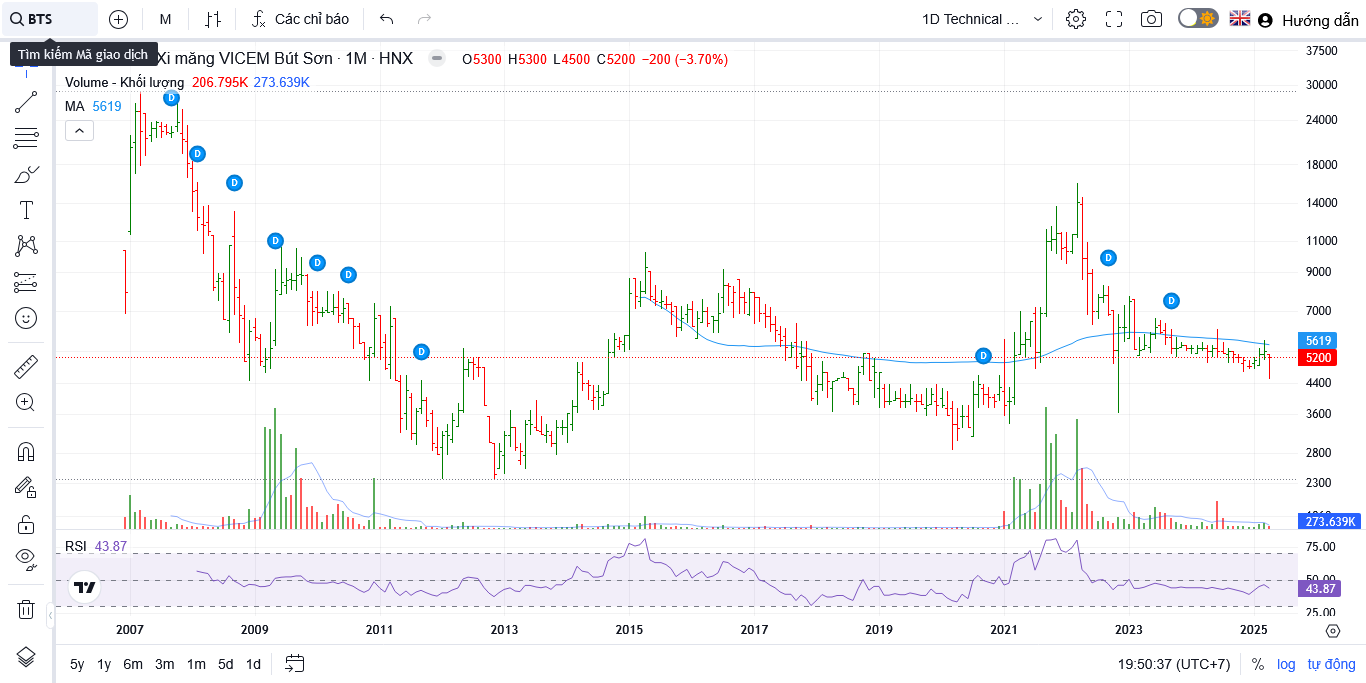 BTS
M
Các chỉ báo
1D Technical ...
Hướng dẫn
Tìm kiếm Mã giao dịch
Xi măng VICEM Bút Sơn · 1M · HNX
O5300 H5300 L4500 C5200 −200 (−3.70%)
Volume - Khối lượng 206.795K 273.639K
MA 5619
37500
30000
24000
18000
14000
11000
9000
7000
5619
5200
4400
3600
2800
2300
273.639K
D
D
D
D
D
D
D
D
D
D
RSI 43.87
75.00
50.00
43.87
25.00
2007 2009 2011 2013 2015 2017 2019 2021 2023 2025
5y 1y 6m 3m 1m 5d 1d
19:50:37 (UTC+7) % log tự động